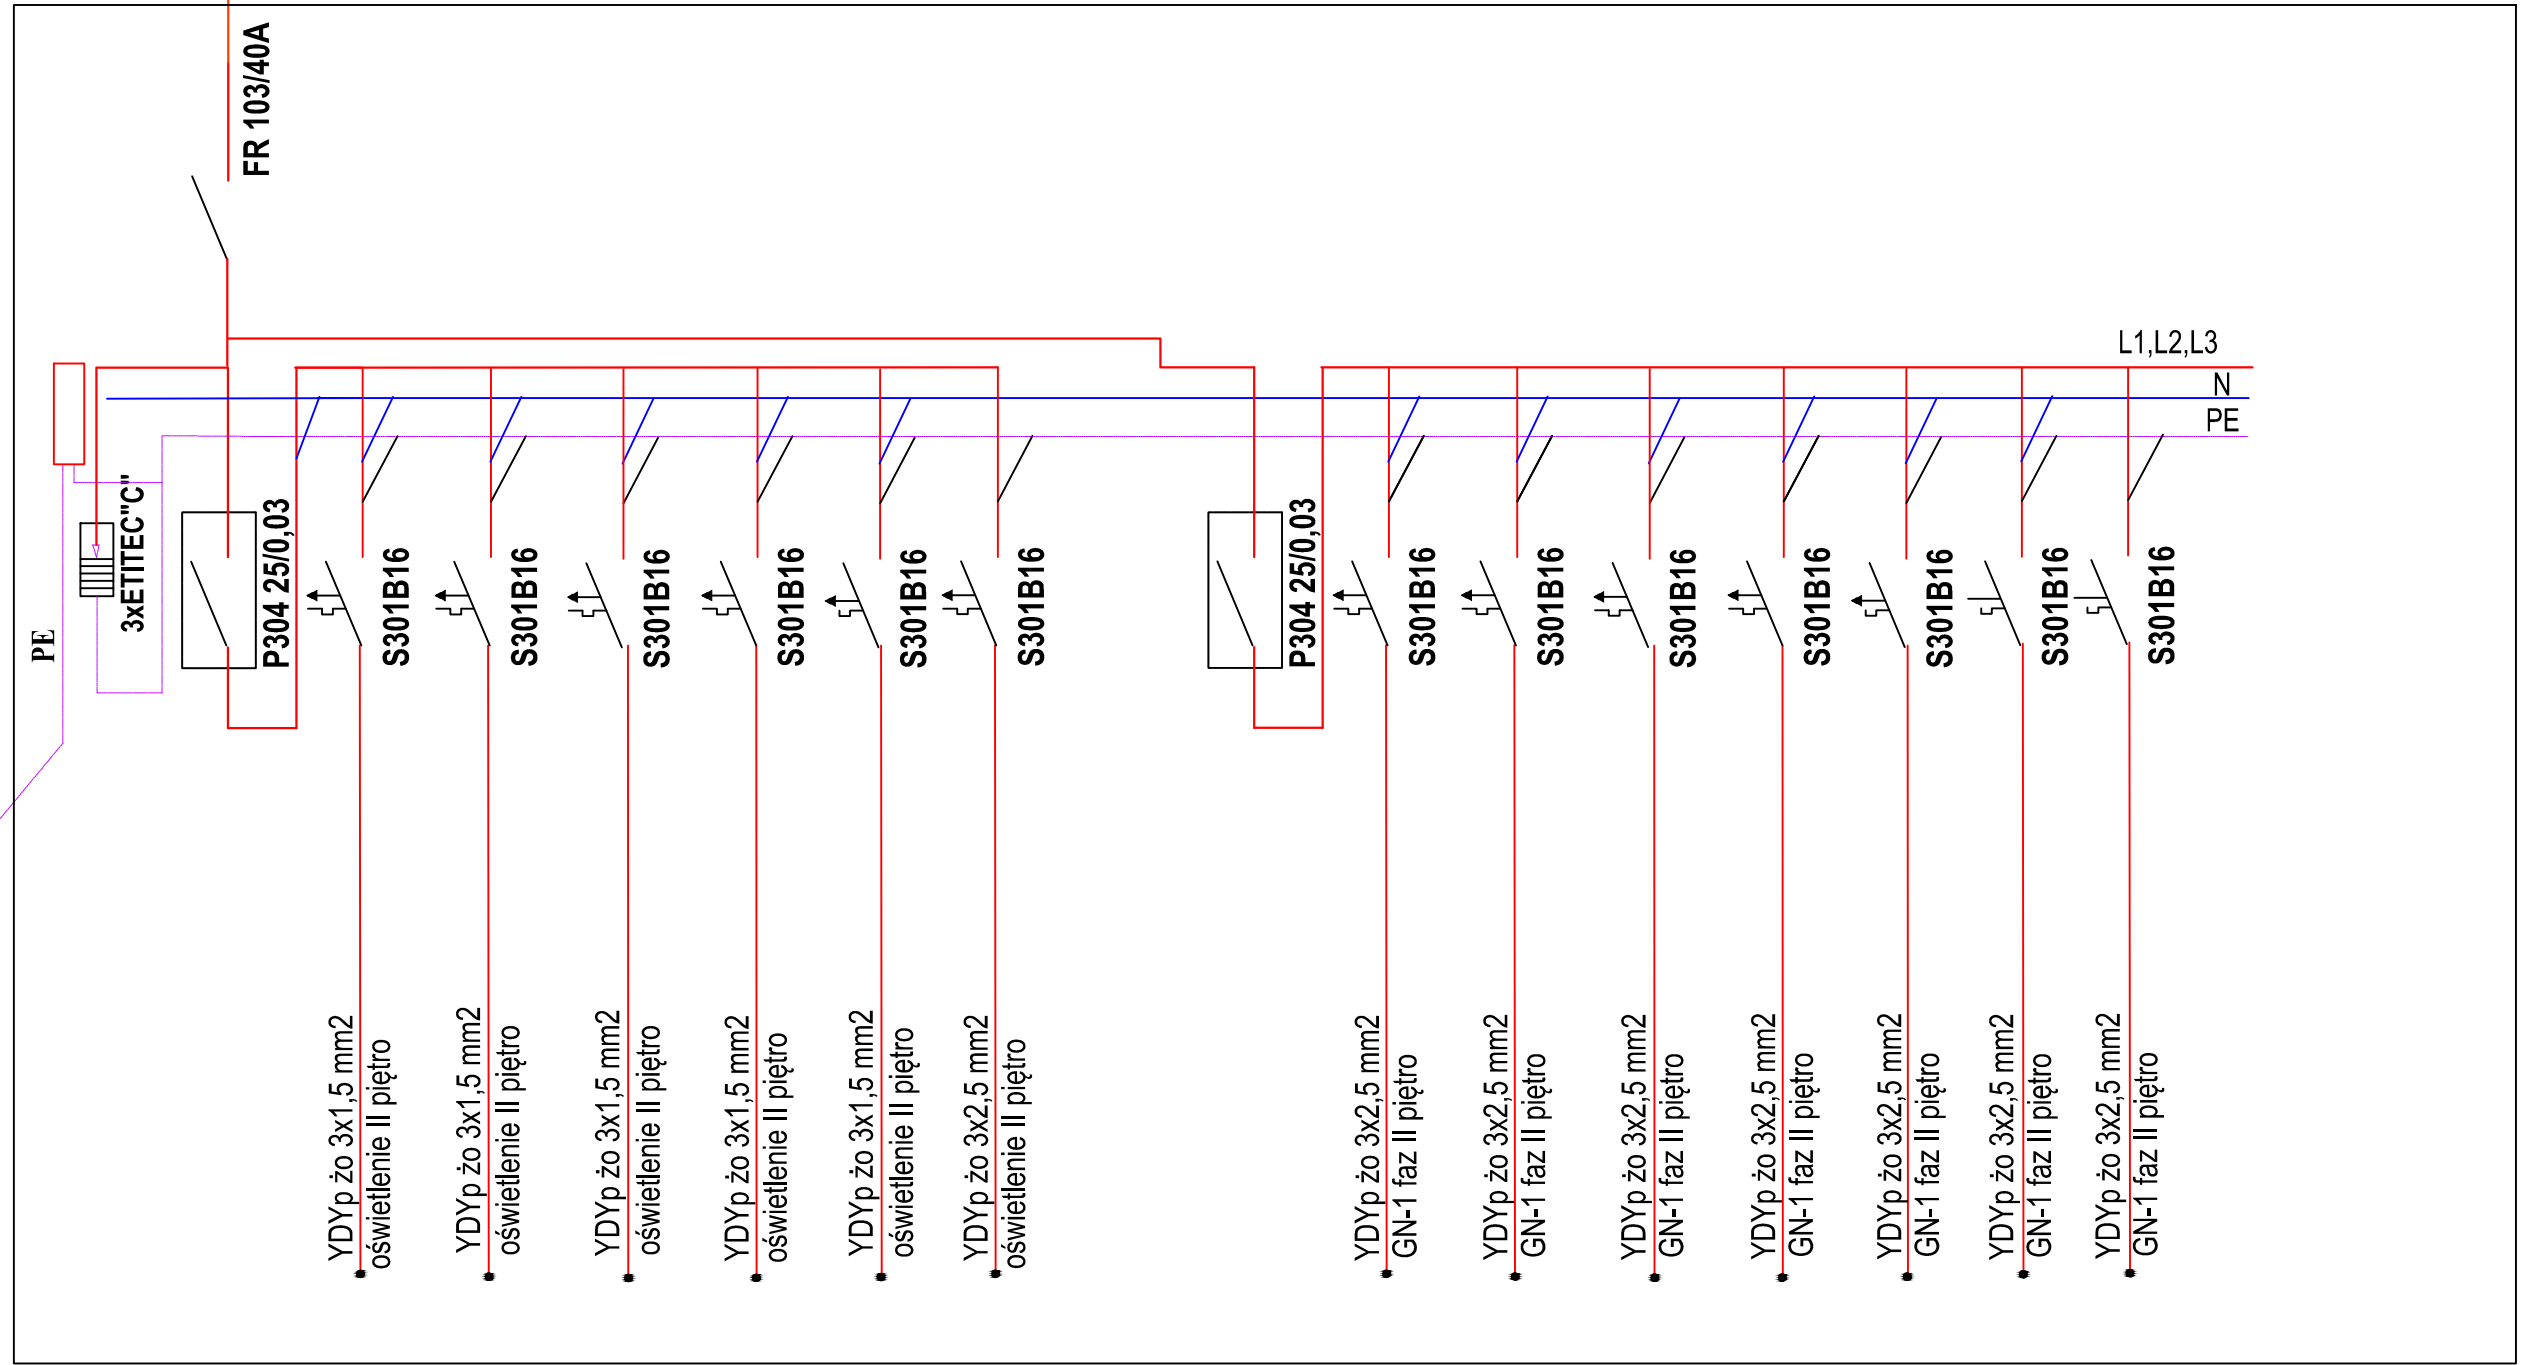 FR 103/40A
L1,L2,L3
N
PE
PE
3xETITEC"C"
P304 25/0,03
S301B16
S301B16
S301B16
S301B16
S301B16
S301B16
P304 25/0,03
S301B16
S301B16
S301B16
S301B16
S301B16
S301B16
S301B16
YDYp żo 3x1,5 mm2
oświetlenie II piętro
YDYp żo 3x1,5 mm2
oświetlenie II piętro
YDYp żo 3x1,5 mm2
oświetlenie II piętro
YDYp żo 3x1,5 mm2
oświetlenie II piętro
YDYp żo 3x1,5 mm2
oświetlenie II piętro
YDYp żo 3x2,5 mm2
oświetlenie II piętro
YDYp żo 3x2,5 mm2
GN-1 faz II piętro
YDYp żo 3x2,5 mm2
GN-1 faz II piętro
YDYp żo 3x2,5 mm2
GN-1 faz II piętro
YDYp żo 3x2,5 mm2
GN-1 faz II piętro
YDYp żo 3x2,5 mm2
GN-1 faz II piętro
YDYp żo 3x2,5 mm2
GN-1 faz II piętro
YDYp żo 3x2,5 mm2
GN-1 faz II piętro